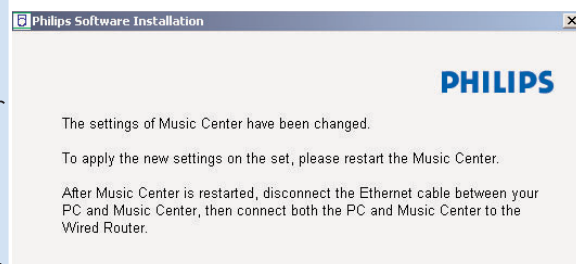 Philips Software Installation
PHILIPS
The settings of Music Center have been changed.
To apply the new settings on the set, please restart the Music Center.
After Music Center is restarted, disconnect the Ethernet cable between your
PC and Music Center, then connect both the PC and Music Center to the
Wired Router.